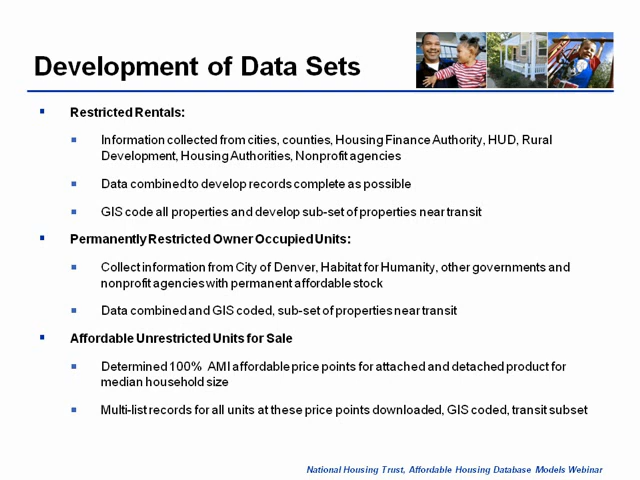 Development of Data Sets
Restricted Rentals:
Information collected from cities, counties, Housing Finance Authority, HUD, Rural
Development, Housing Authorities, Nonprofit agencies
Data combined to develop records complete as possible
GIS code all properties and develop sub-set of properties near transit
Permanently Restricted Owner Occupied Units:
Collect information from City of Denver, Habitat for Humanity, other governments and
nonprofit agencies with permanent affordable stock
Data combined and GIS coded, sub-set of properties near transit
Affordable Unrestricted Units for Sale
Determined 100% AMI affordable price points for attached and detached product for
median household size
Multi-list records for all units at these price points downloaded, GIS coded, transit subset
National Housing Trust, Affordable Housing Database Models Webinar